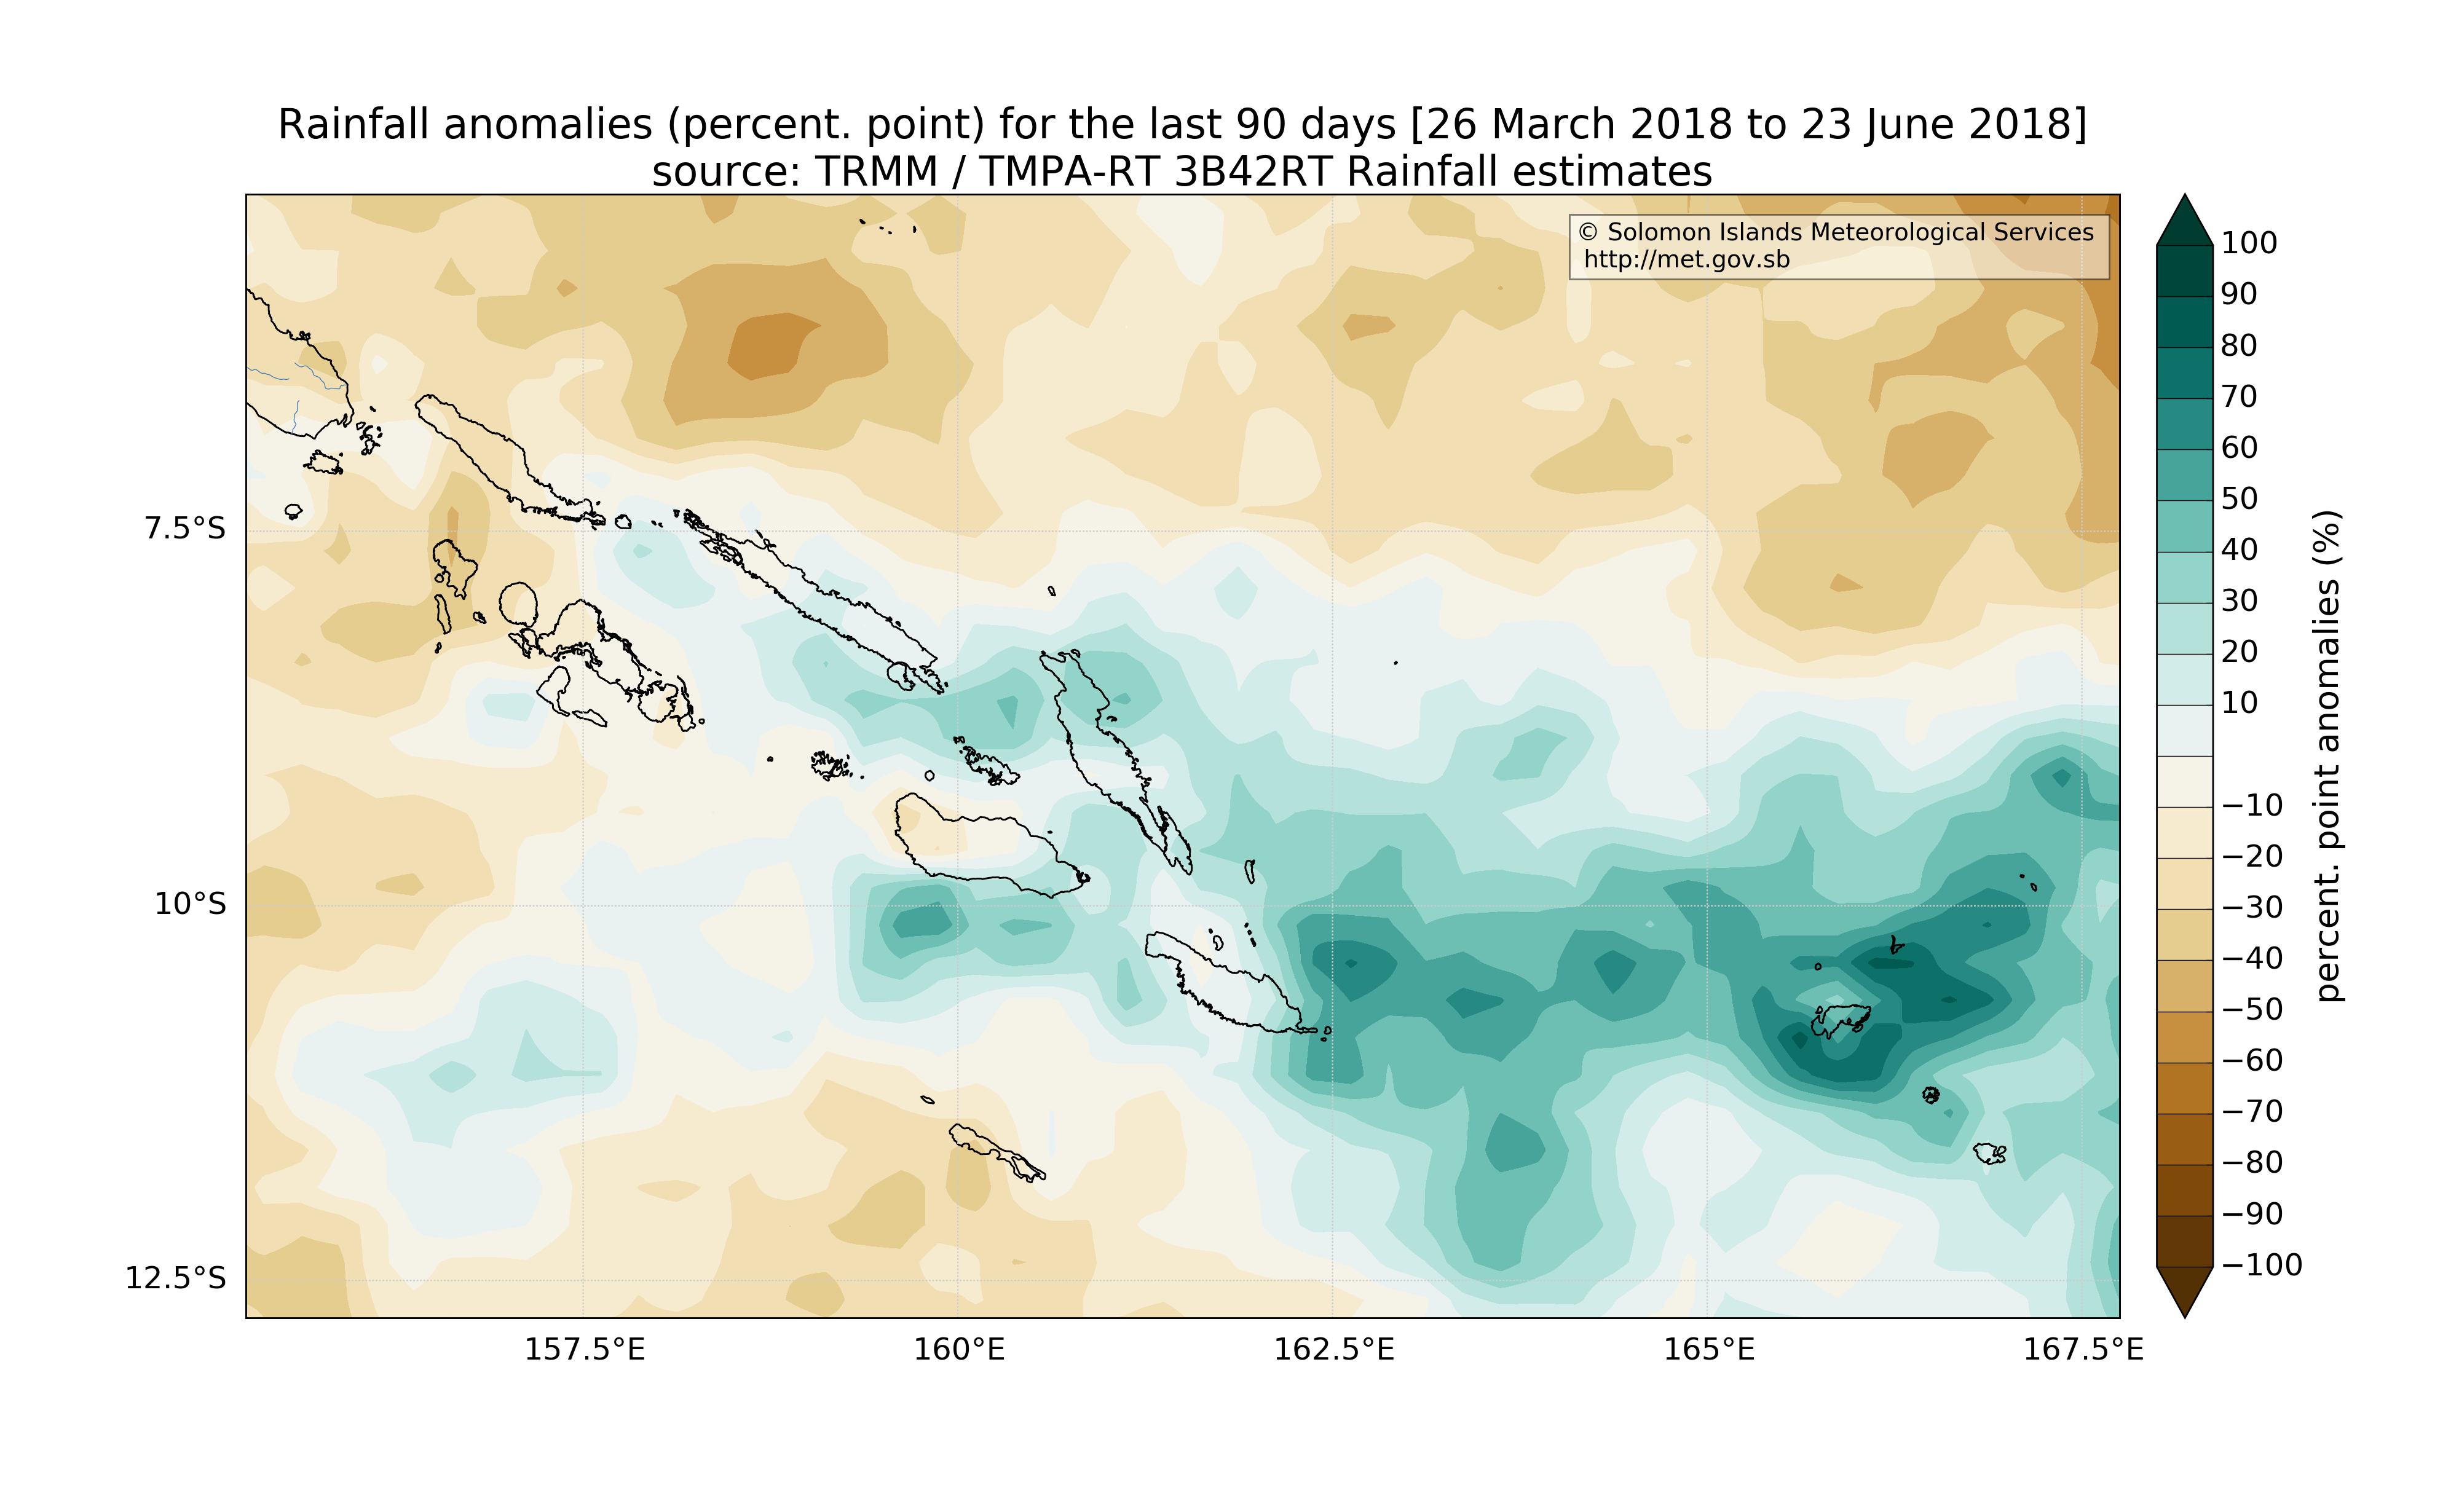 Rainfall anomalies (percent. point) for the last 90 days [26 March 2018 to 23 June 2018]
source: TRMM / TMPA-RT 3B42RT Rainfall estimates
© Solomon Islands Meteorological Services
http://met.gov.sb
7.5°S
10°S
12.5°S
157.5°E
160°E
162.5°E
165°E
167.5°E
100
90
80
70
60
50
40
30
20
10
−10
−20
−30
−40
−50
−60
−70
−80
−90
−100
percent. point anomalies (%)